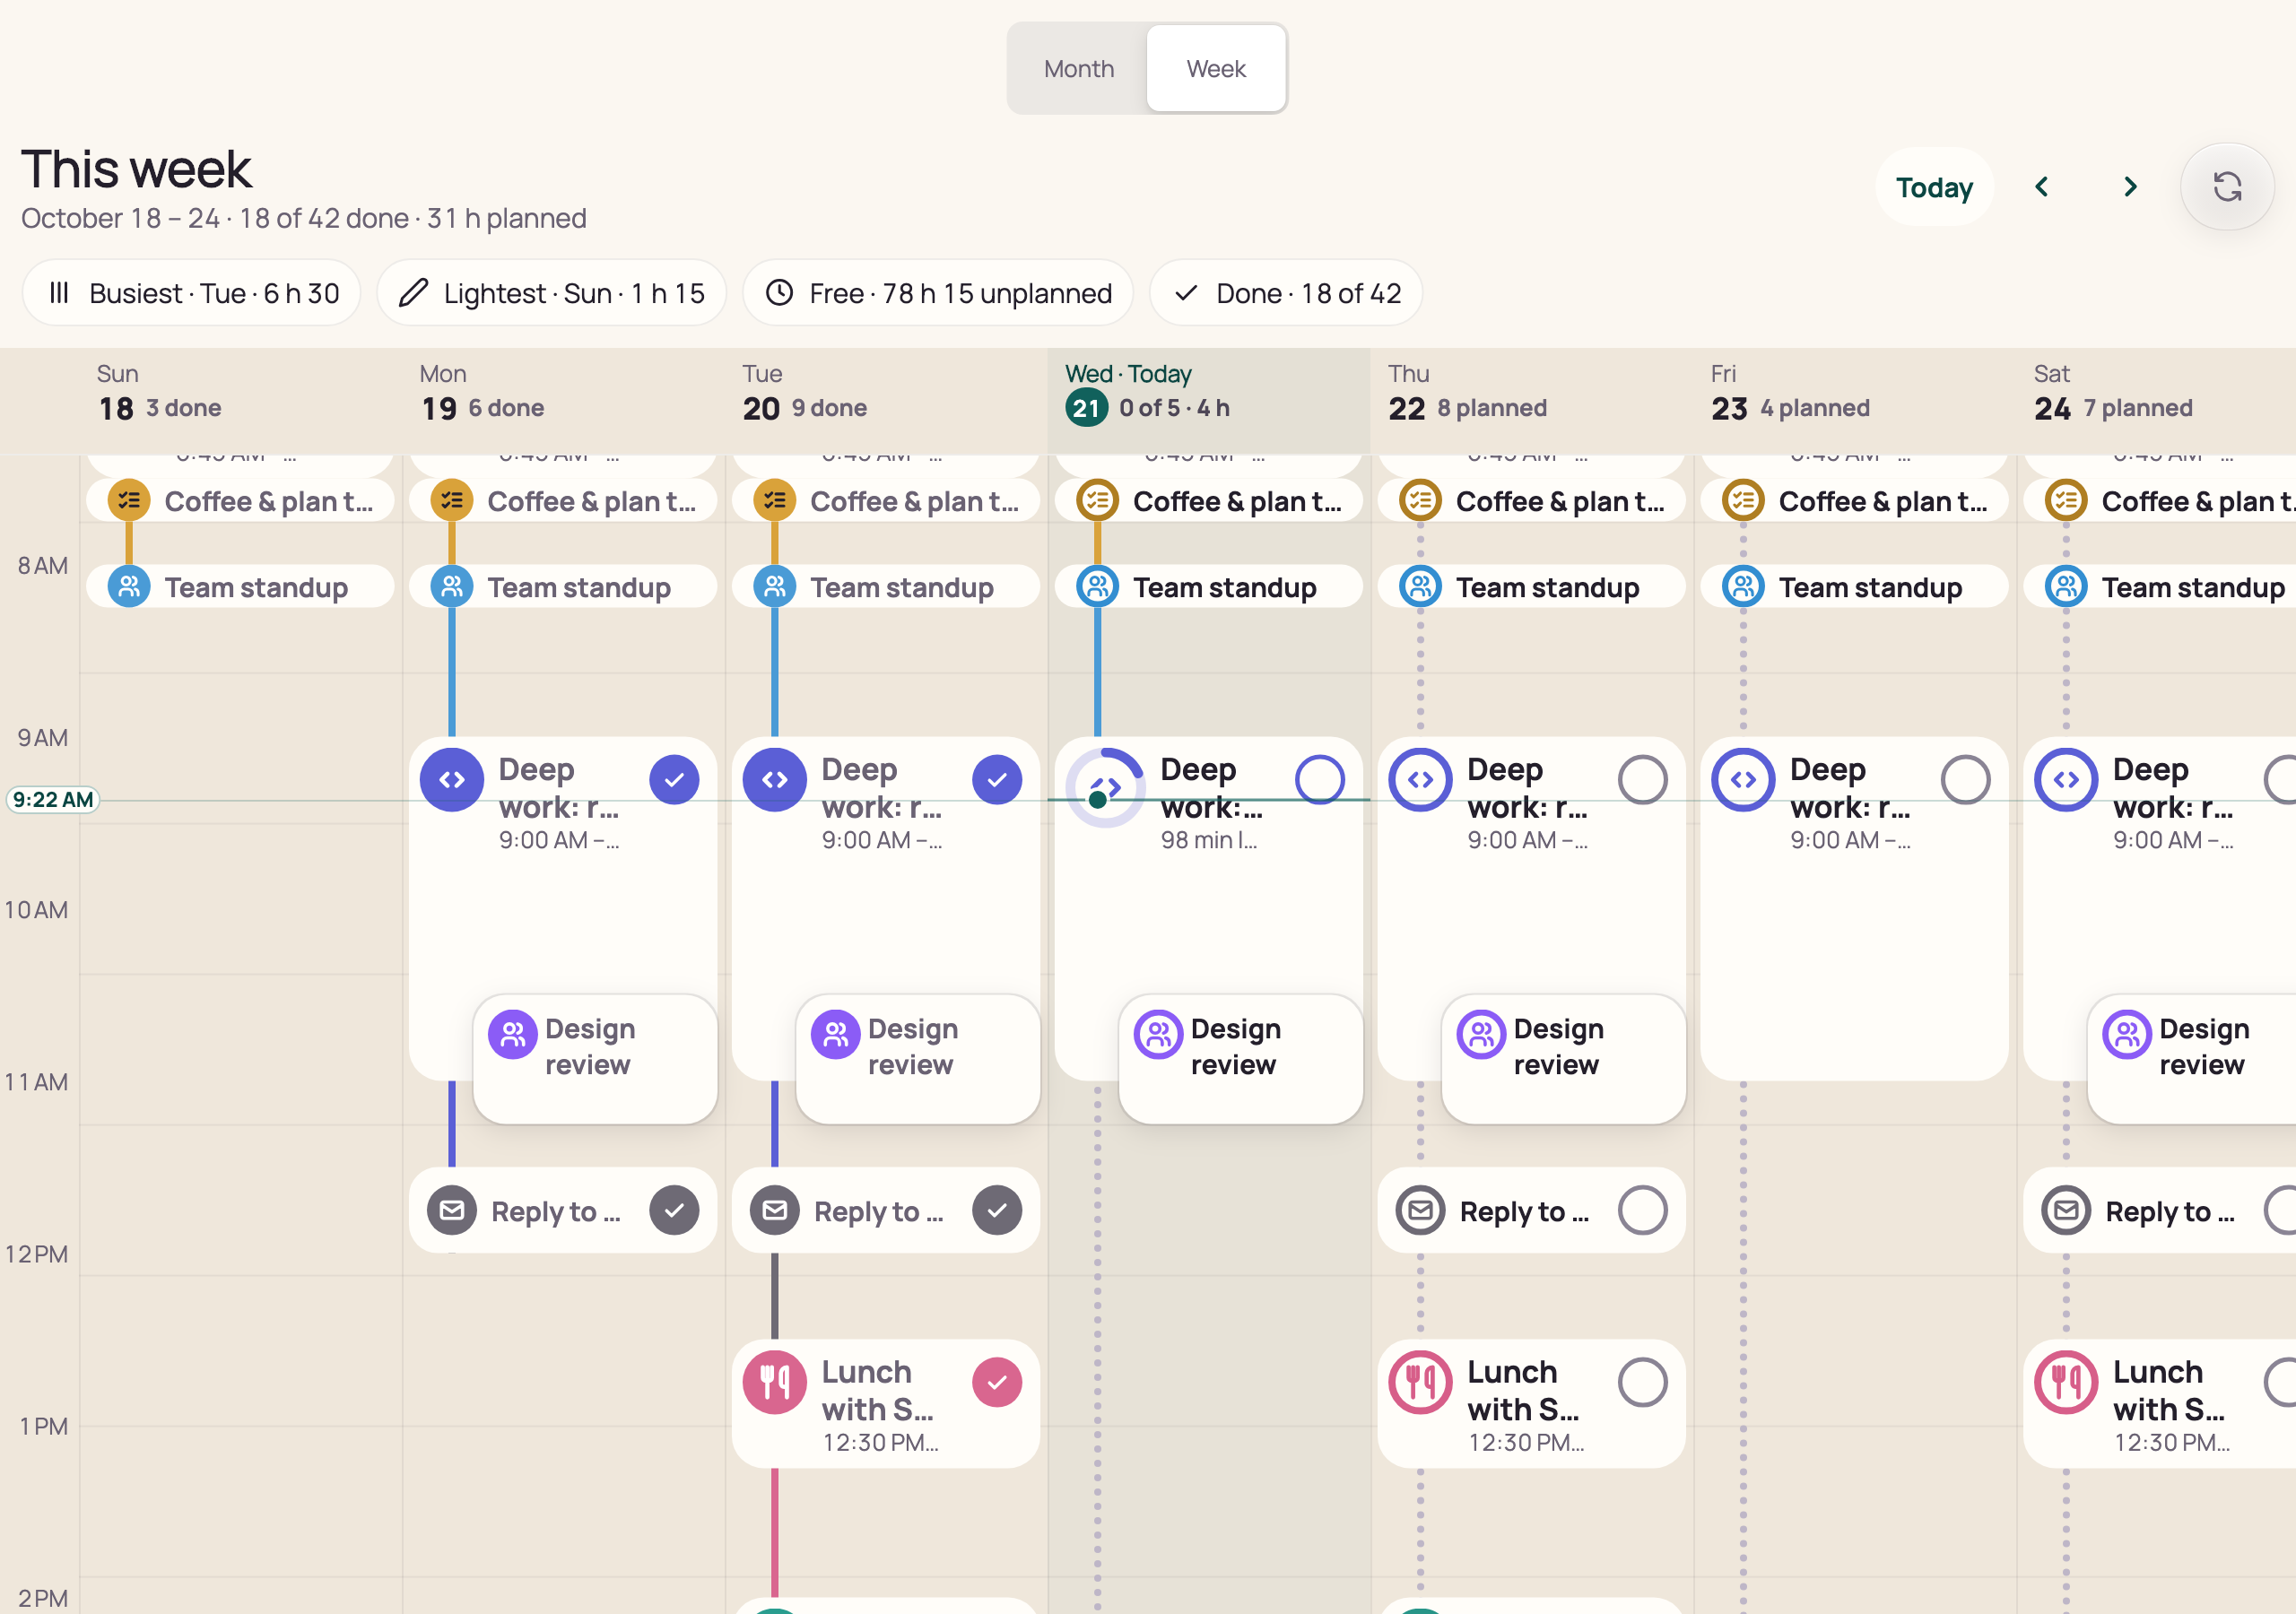 Month
Week
This week
October 18 – 24 · 18 of 42 done · 31 h planned
Today
Busiest · Tue · 6 h 30
Lightest · Sun · 1 h 15
Free · 78 h 15 unplanned
Done · 18 of 42
Sun
18 3 done
Mon
19 6 done
Tue
20 9 done
Wed · Today
21 0 of 5 · 4 h
Thu
22 8 planned
Fri
23 4 planned
Sat
24 7 planned
Coffee & plan t...
Coffee & plan t...
Coffee & plan t...
Coffee & plan t...
Coffee & plan t...
Coffee & plan t...
Coffee & plan t...
8 AM
Team standup
Team standup
Team standup
Team standup
Team standup
Team standup
Team standup
9 AM
9:22 AM
Deep
work: r...
9:00 AM –...
Deep
work: r...
9:00 AM –...
Deep
work:...
98 min l...
Deep
work: r...
9:00 AM –...
Deep
work: r...
9:00 AM –...
Deep
work: r...
9:00 AM –...
10 AM
Design
review
Design
review
Design
review
Design
review
Design
review
11 AM
Reply to ...
Reply to ...
Reply to ...
Reply to ...
12 PM
Lunch
with S...
12:30 PM...
Lunch
with S...
12:30 PM...
Lunch
with S...
12:30 PM...
1 PM
2 PM